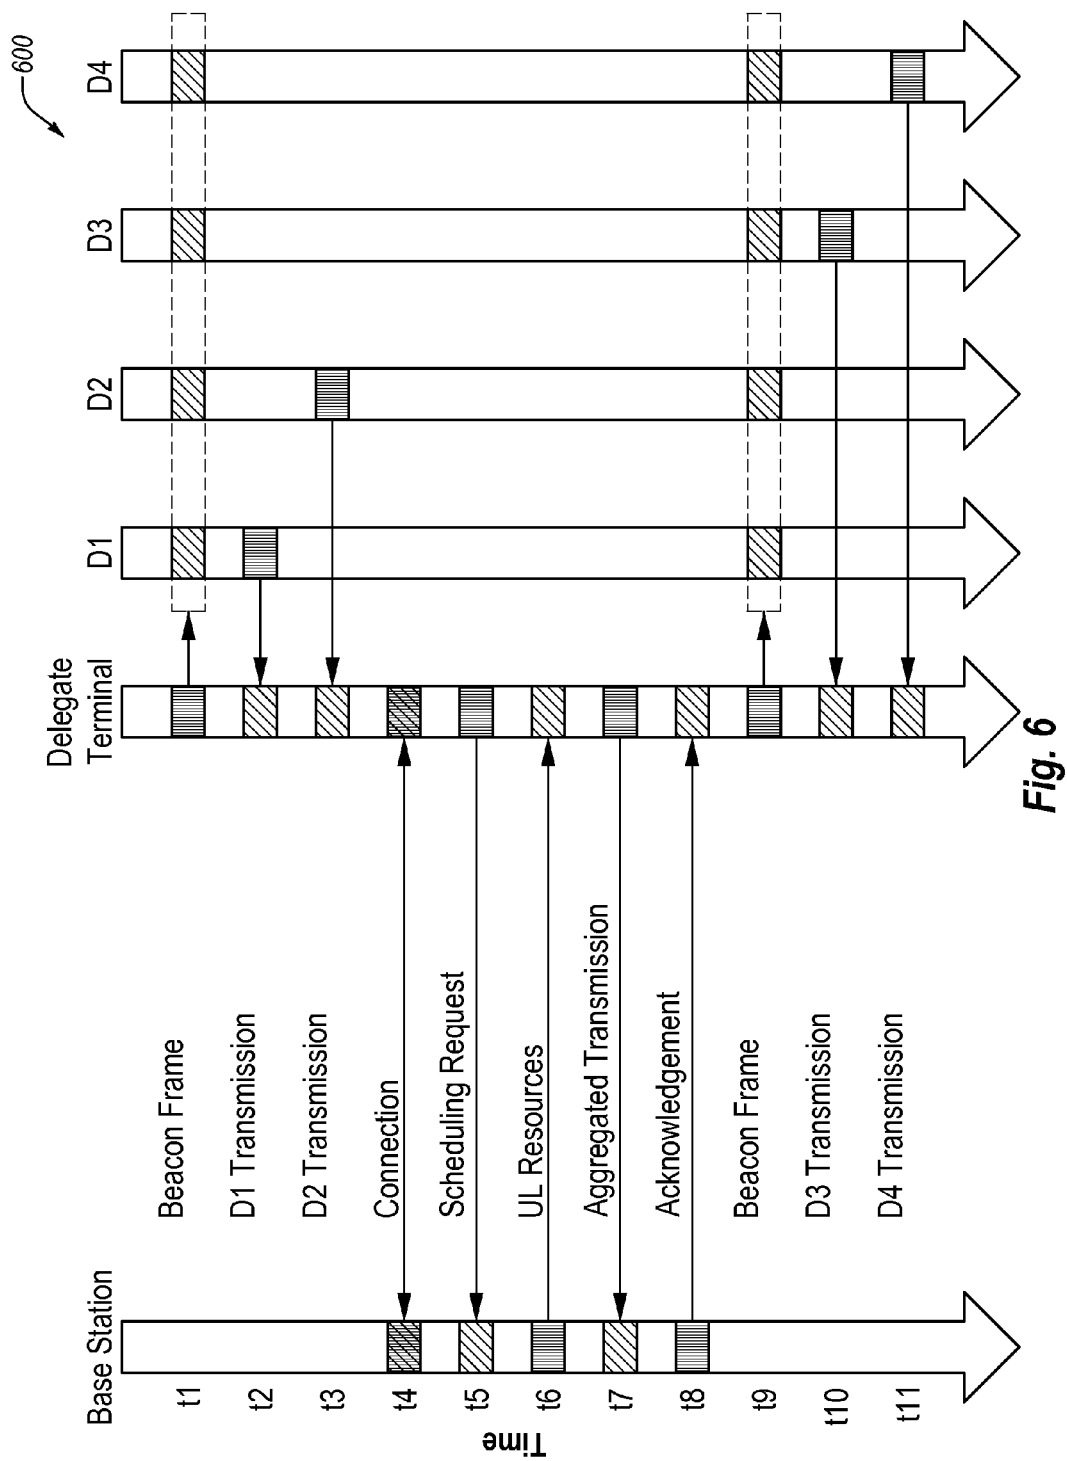 600
Base Station
Delegate
Terminal
D1
D2
D3
D4
Time
t1
Beacon Frame
t2
D1 Transmission
t3
D2 Transmission
t4
Connection
t5
Scheduling Request
t6
UL Resources
t7
Aggregated Transmission
t8
Acknowledgement
t9
Beacon Frame
t10
D3 Transmission
t11
D4 Transmission
Fig. 6